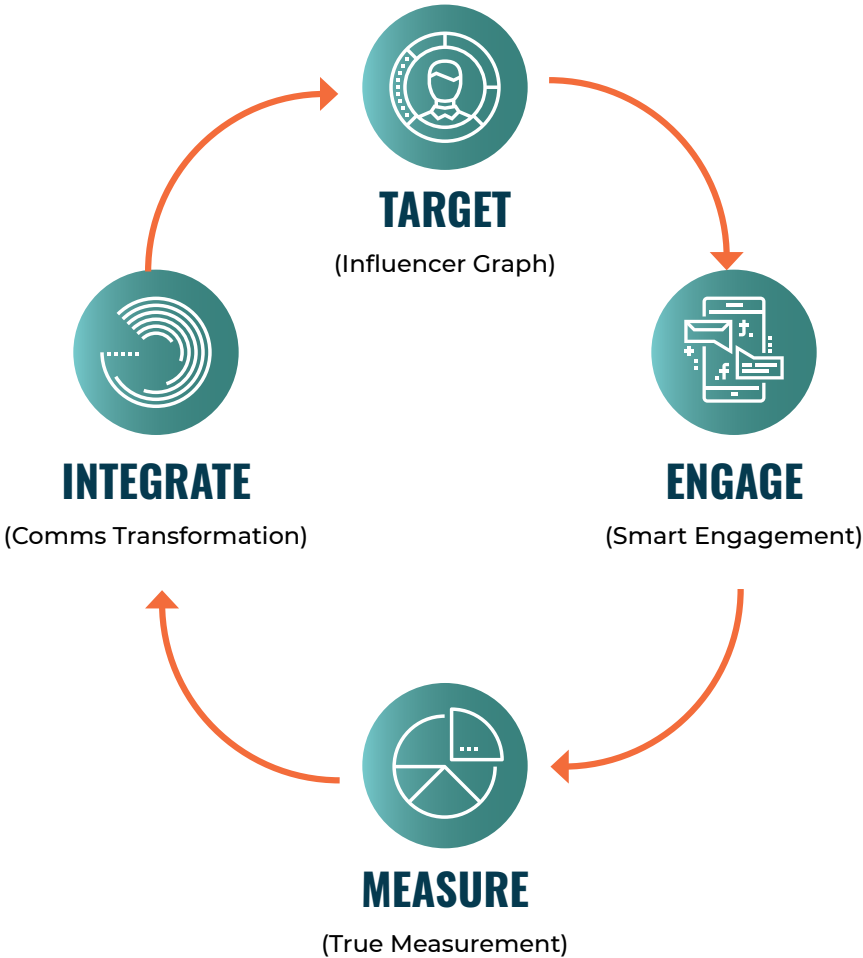 TARGET
(Influencer Graph)
ENGAGE
(Smart Engagement)
MEASURE
(True Measurement)
INTEGRATE
(Comms Transformation)